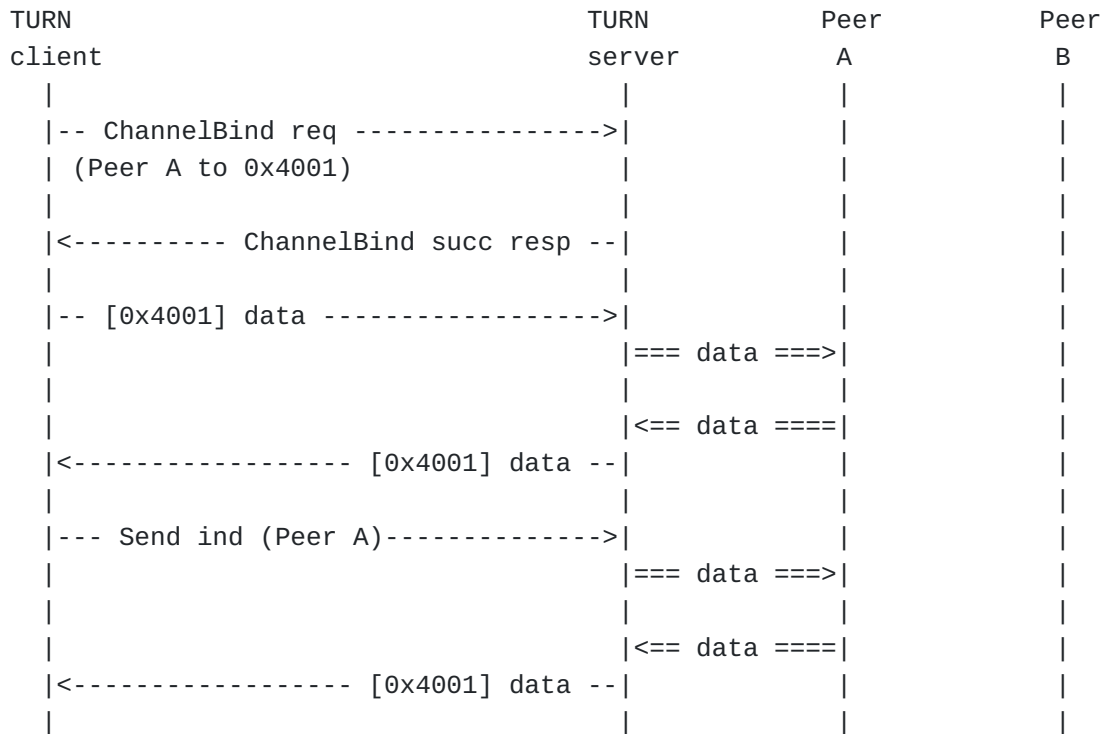 TURN                                 TURN           Peer          Peer
client                               server          A             B
  |                                    |             |             |
  |-- ChannelBind req ---------------->|             |             |
  | (Peer A to 0x4001)                 |             |             |
  |                                    |             |             |
  |<---------- ChannelBind succ resp --|             |             |
  |                                    |             |             |
  |-- [0x4001] data ------------------>|             |             |
  |                                    |=== data ===>|             |
  |                                    |             |             |
  |                                    |<== data ====|             |
  |<------------------ [0x4001] data --|             |             |
  |                                    |             |             |
  |--- Send ind (Peer A)-------------->|             |             |
  |                                    |=== data ===>|             |
  |                                    |             |             |
  |                                    |<== data ====|             |
  |<------------------ [0x4001] data --|             |             |
  |                                    |             |             |